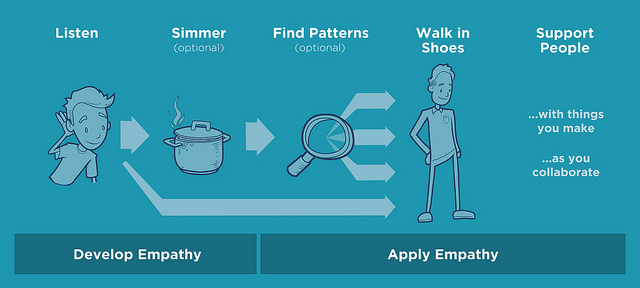 Listen
Simmer
(optional)
Find Patterns
(optional)
Walk in
Shoes
Support
People
...with things
you make
...as you
collaborate
Develop Empathy
Apply Empathy